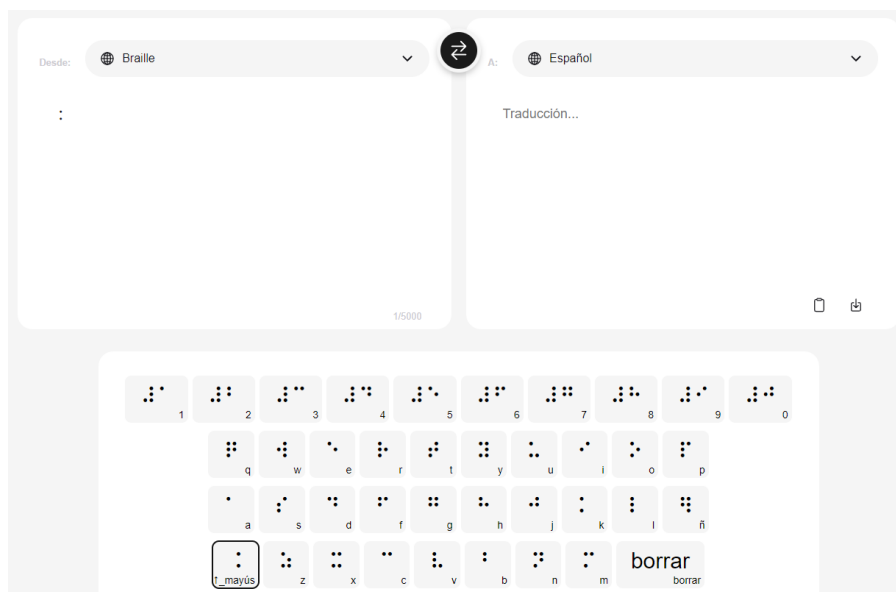 Desde: Braille A: Español
⠨ Traducción...
1/5000
⠼⠁ 1 ⠼⠃ 2 ⠼⠉ 3 ⠼⠙ 4 ⠼⠑ 5 ⠼⠋ 6 ⠼⠛ 7 ⠼⠓ 8 ⠼⠊ 9 ⠼⠚ 0
⠟ q ⠺ w ⠑ e ⠗ r ⠞ t ⠽ y ⠥ u ⠊ i ⠕ o ⠏ p
⠁ a ⠎ s ⠙ d ⠋ f ⠛ g ⠓ h ⠚ j ⠅ k ⠇ l ⠻ ñ
⠨ ↑_mayús ⠵ z ⠭ x ⠉ c ⠧ v ⠃ b ⠝ n ⠍ m borrar borrar